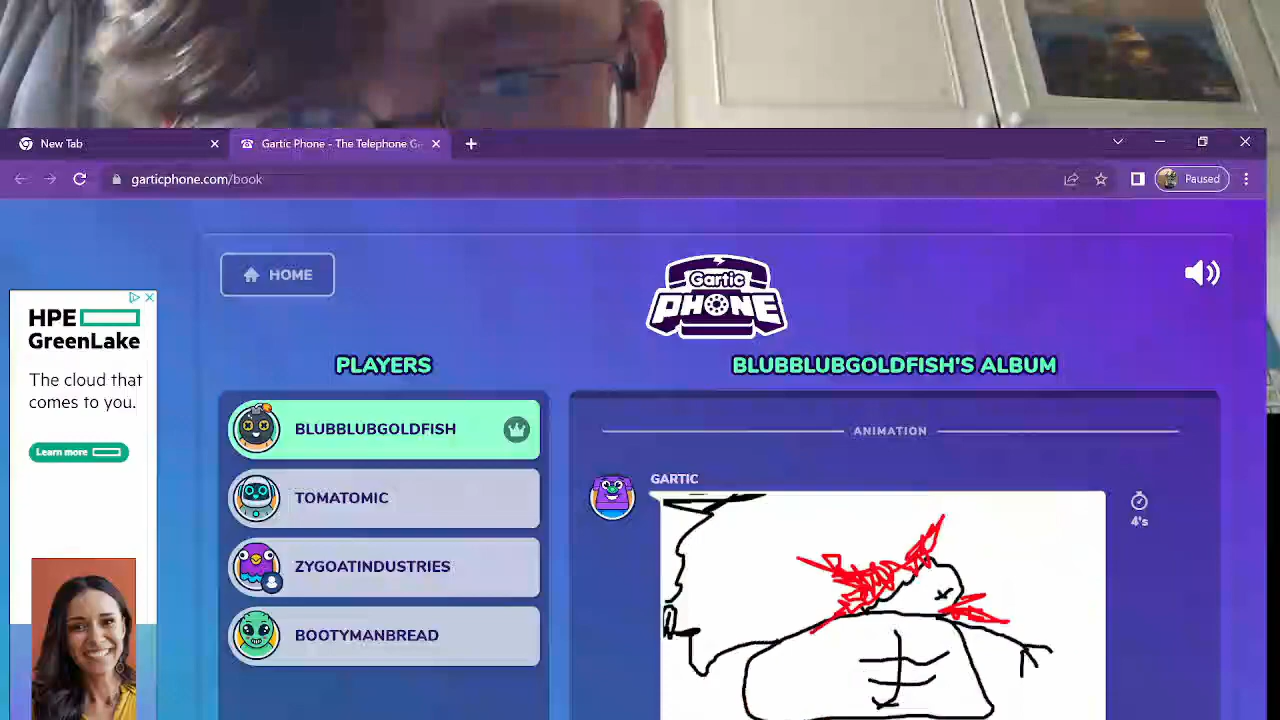 New Tab
Gartic Phone - The Telephone G
garticphone.com/book
Paused
HOME
Gartic
PHONE
HPE
GreenLake
The cloud that
comes to you.
Learn more
PLAYERS
BLUBBLUBGOLDFISH
TOMATOMIC
ZYGOATINDUSTRIES
BOOTYMANBREAD
BLUBBLUBGOLDFISH'S ALBUM
ANIMATION
GARTIC
4's